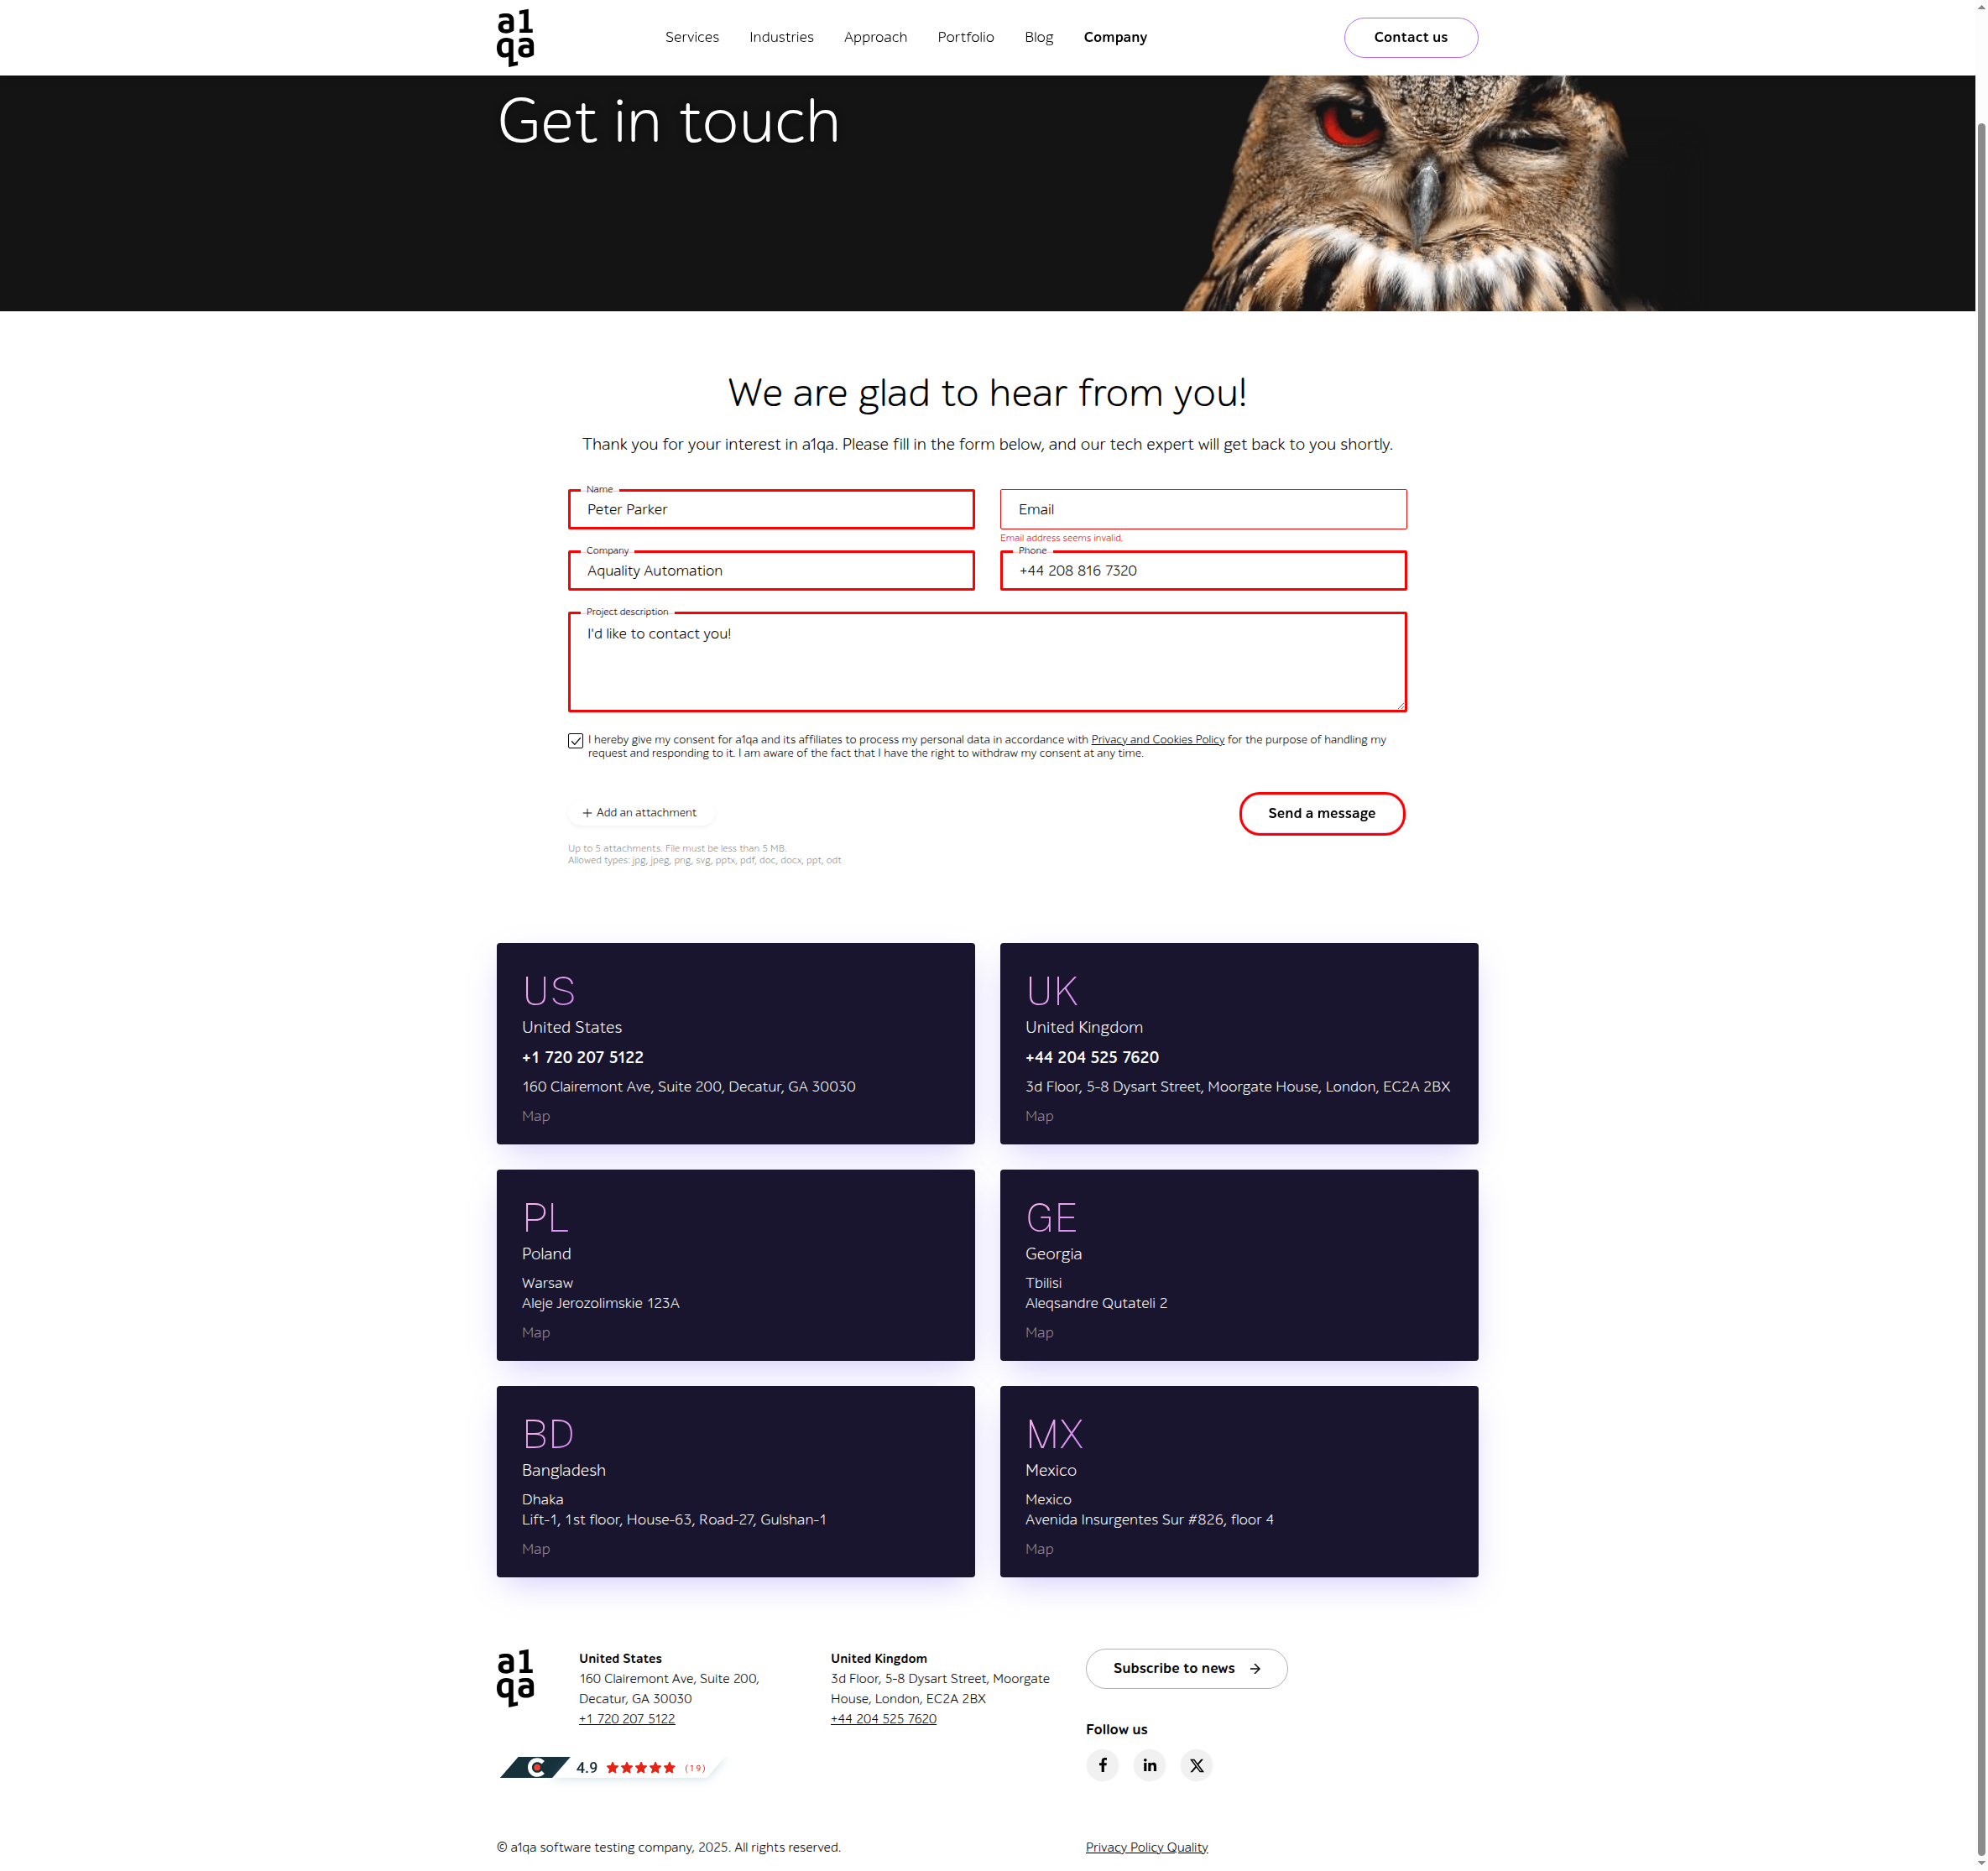 a1
qa
Services Industries Approach Portfolio Blog Company Contact us
Get in touch
We are glad to hear from you!
Thank you for your interest in a1qa. Please fill in the form below, and our tech expert will get back to you shortly.
Name
Peter Parker
Email
Email address seems invalid.
Company
Aquality Automation
Phone
+44 208 816 7320
Project description
I'd like to contact you!
I hereby give my consent for a1qa and its affiliates to process my personal data in accordance with Privacy and Cookies Policy for the purpose of handling my
request and responding to it. I am aware of the fact that I have the right to withdraw my consent at any time.
+ Add an attachment
Send a message
Up to 5 attachments. File must be less than 5 MB.
Allowed types: jpg, jpeg, png, svg, pptx, pdf, doc, docx, ppt, odt
US
United States
+1 720 207 5122
160 Clairemont Ave, Suite 200, Decatur, GA 30030
Map
UK
United Kingdom
+44 204 525 7620
3d Floor, 5-8 Dysart Street, Moorgate House, London, EC2A 2BX
Map
PL
Poland
Warsaw
Aleje Jerozolimskie 123A
Map
GE
Georgia
Tbilisi
Aleqsandre Qutateli 2
Map
BD
Bangladesh
Dhaka
Lift-1, 1st floor, House-63, Road-27, Gulshan-1
Map
MX
Mexico
Mexico
Avenida Insurgentes Sur #826, floor 4
Map
a1
qa
United States
160 Clairemont Ave, Suite 200,
Decatur, GA 30030
+1 720 207 5122
United Kingdom
3d Floor, 5-8 Dysart Street, Moorgate
House, London, EC2A 2BX
+44 204 525 7620
Subscribe to news
Follow us
4.9 (19)
© a1qa software testing company, 2025. All rights reserved.
Privacy Policy Quality